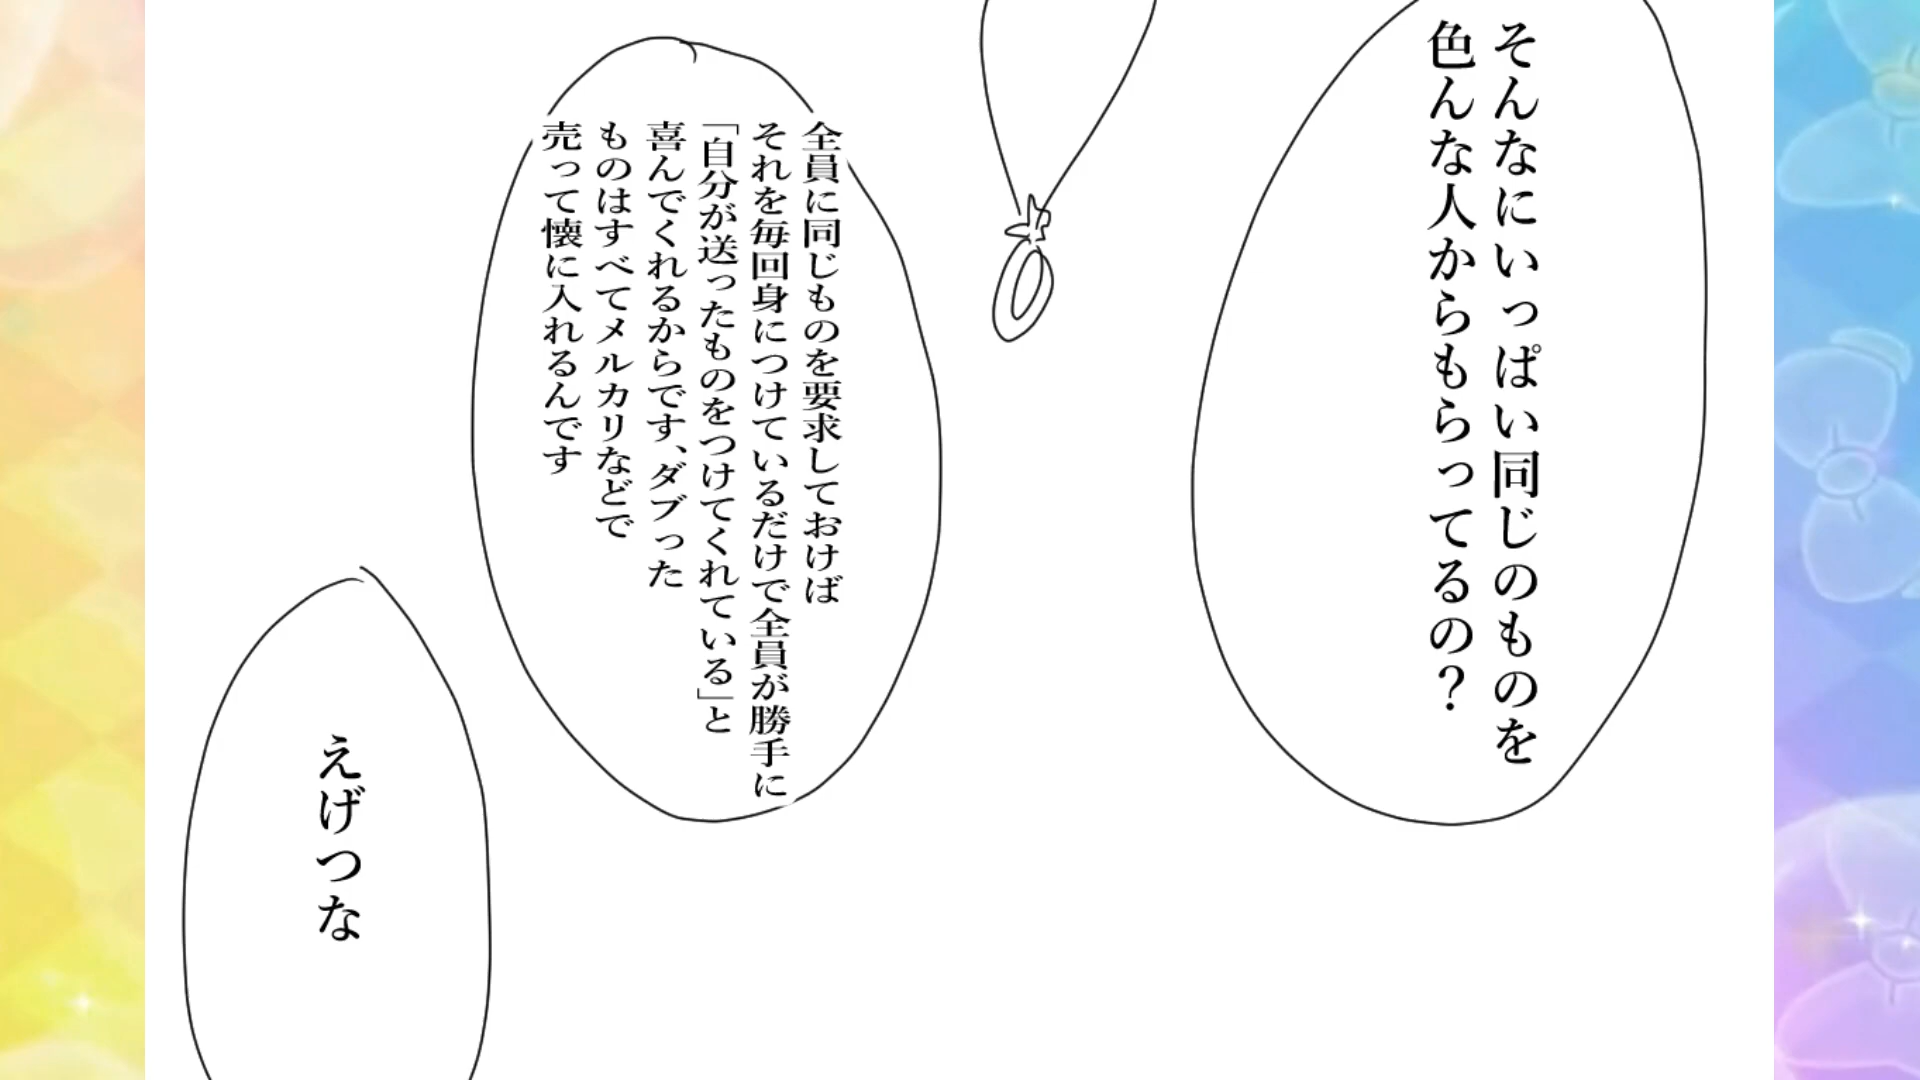 そんなにいっぱい同じのものを
色んな人からもらってるの？
全員に同じものを要求しておけば
それを毎回身につけているだけで全員が勝手に
「自分が送ったものをつけてくれている」と
喜んでくれるからです、ダブった
ものはすべてメルカリなどで
売って懐に入れるんです
えげつな